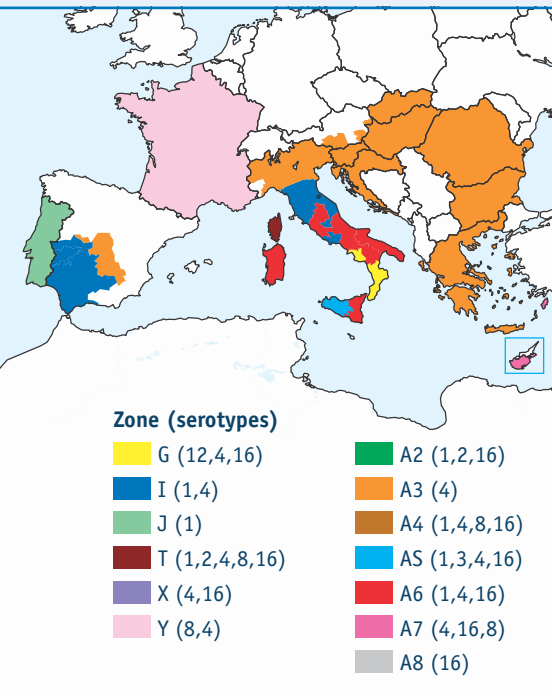 Zone (serotypes)
G (12,4,16)
I (1,4)
J (1)
T (1,2,4,8,16)
X (4,16)
Y (8,4)
A2 (1,2,16)
A3 (4)
A4 (1,4,8,16)
AS (1,3,4,16)
A6 (1,4,16)
A7 (4,16,8)
A8 (16)